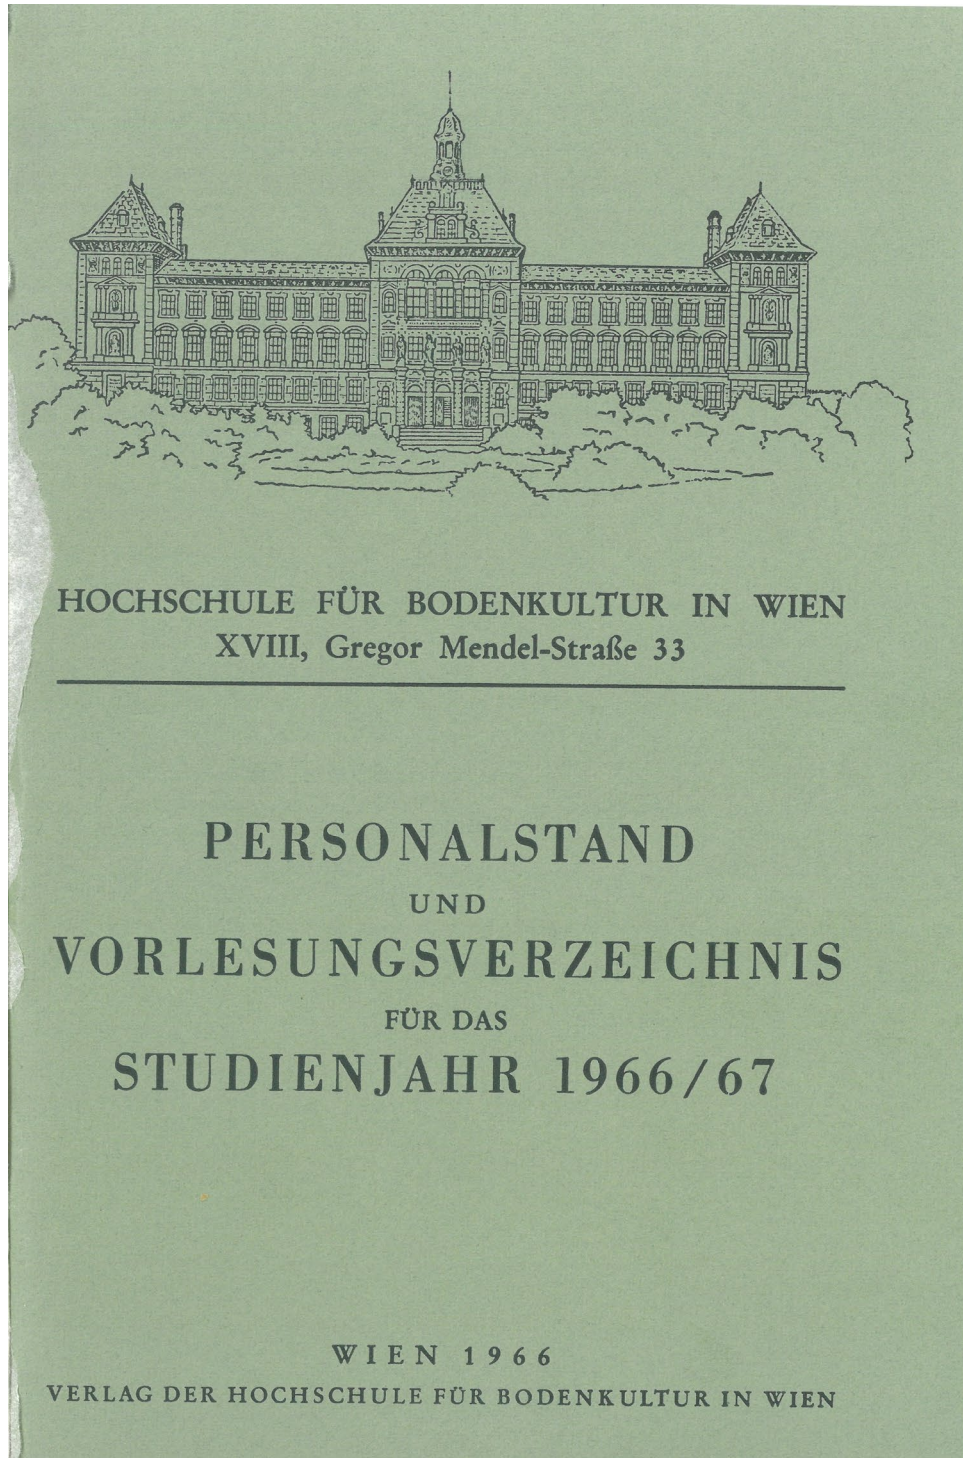 HOCHSCHULE FÜR BODENKULTUR IN WIEN
XVIII, Gregor Mendel-Straße 33
PERSONALSTAND
UND
VORLESUNGSVERZEICHNIS
FÜR DAS
STUDIENJAHR 1966/67
WIEN 1966
VERLAG DER HOCHSCHULE FÜR BODENKULTUR IN WIEN